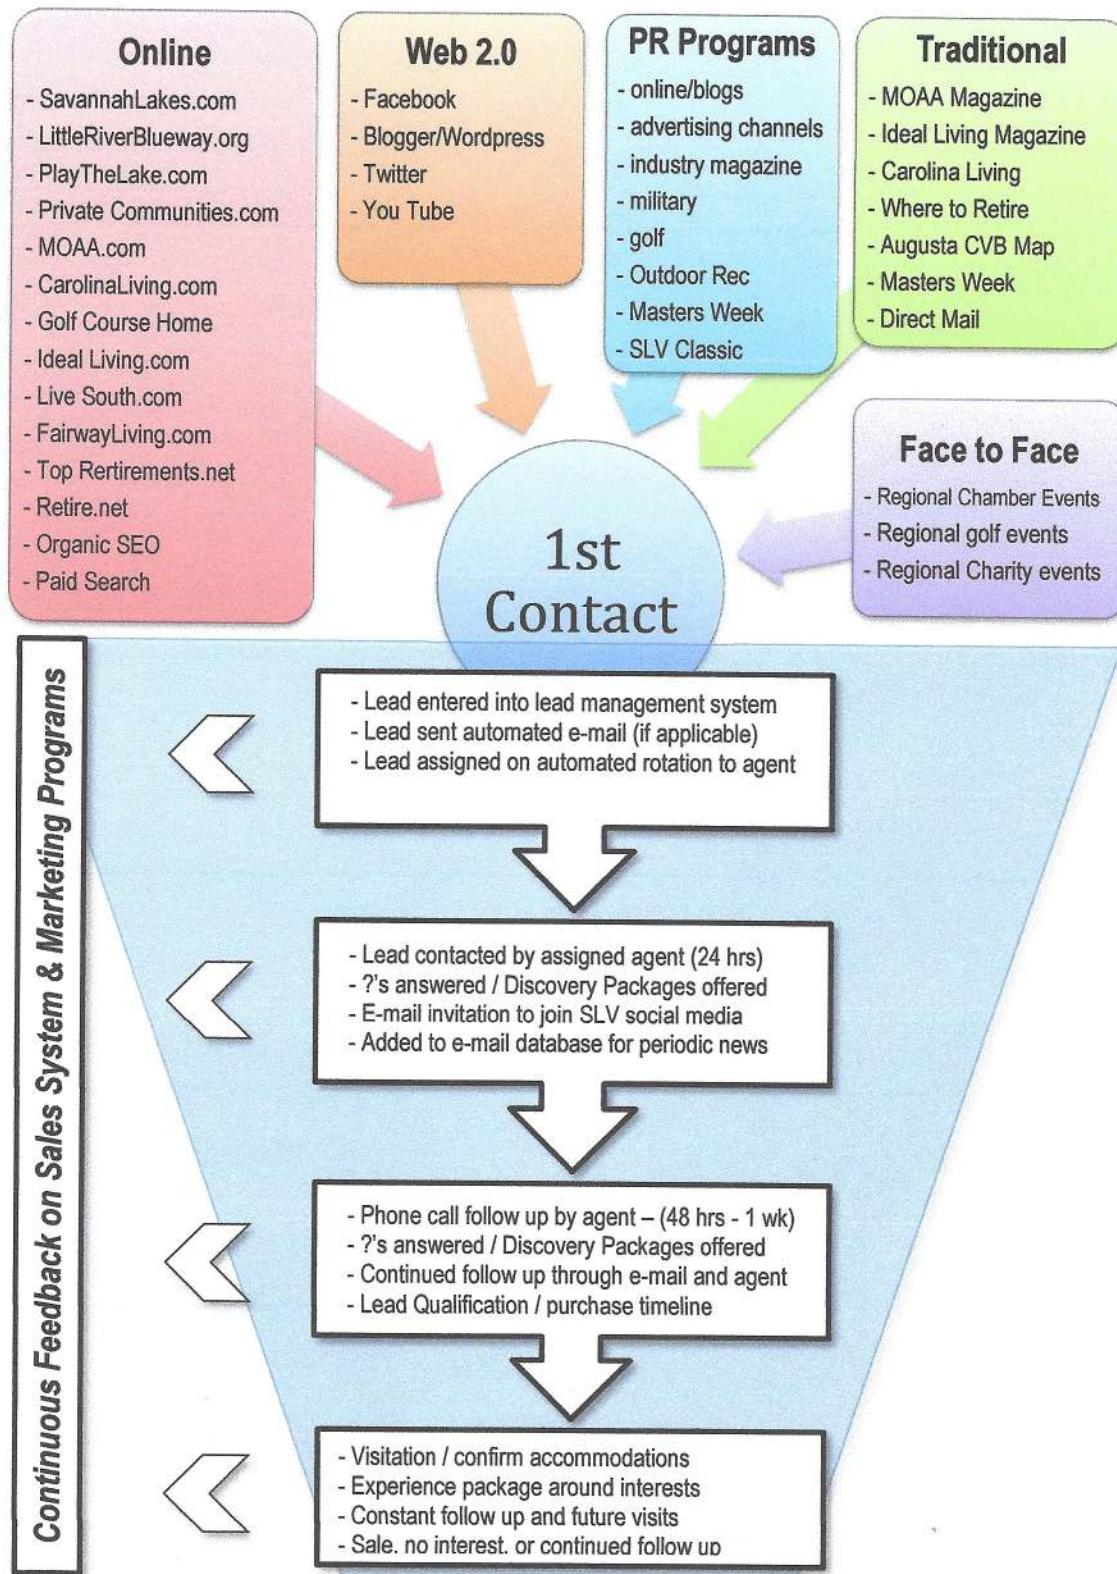 Online
- SavannahLakes.com
- LittleRiverBlueway.org
- PlayTheLake.com
- Private Communities.com
- MOAA.com
- CarolinaLiving.com
- Golf Course Home
- Ideal Living.com
- Live South.com
- FairwayLiving.com
- Top Rertirements.net
- Retire.net
- Organic SEO
- Paid Search
Web 2.0
- Facebook
- Blogger/Wordpress
- Twitter
- You Tube
PR Programs
- online/blogs
- advertising channels
- industry magazine
- military
- golf
- Outdoor Rec
- Masters Week
- SLV Classic
Traditional
- MOAA Magazine
- Ideal Living Magazine
- Carolina Living
- Where to Retire
- Augusta CVB Map
- Masters Week
- Direct Mail
Face to Face
- Regional Chamber Events
- Regional golf events
- Regional Charity events
1st
Contact
Continuous Feedback on Sales System & Marketing Programs
- Lead entered into lead management system
- Lead sent automated e-mail (if applicable)
- Lead assigned on automated rotation to agent
- Lead contacted by assigned agent (24 hrs)
- ?'s answered / Discovery Packages offered
- E-mail invitation to join SLV social media
- Added to e-mail database for periodic news
- Phone call follow up by agent – (48 hrs - 1 wk)
- ?'s answered / Discovery Packages offered
- Continued follow up through e-mail and agent
- Lead Qualification / purchase timeline
- Visitation / confirm accommodations
- Experience package around interests
- Constant follow up and future visits
- Sale, no interest, or continued follow up